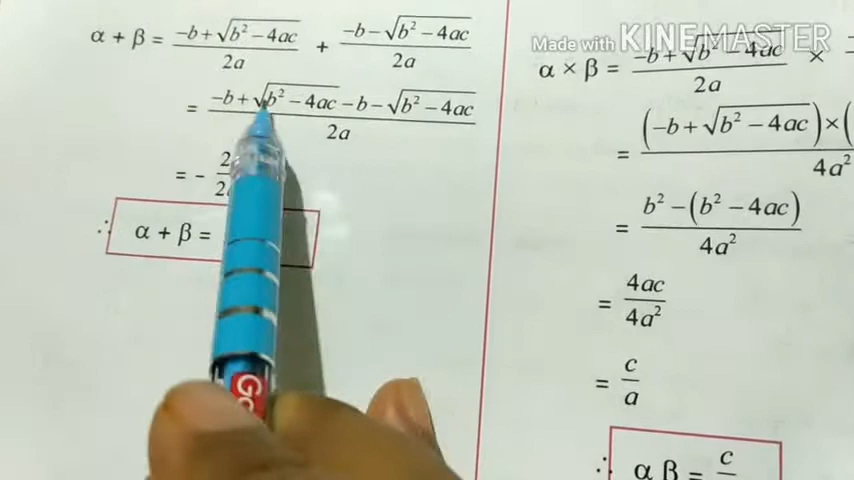 α + β = (-b + √(b² - 4ac))/2a + (-b - √(b² - 4ac))/2a
= (-b + √(b² - 4ac) - b - √(b² - 4ac))/2a
= - 2
∴ α + β =
Made with KINEMASTER
α × β = (-b + √(b² - 4ac))/2a ×
= (-b + √(b² - 4ac)) × ( /4a²
= (b² - (b² - 4ac))/4a²
= 4ac/4a²
= c/a
∴ α β = c
Go